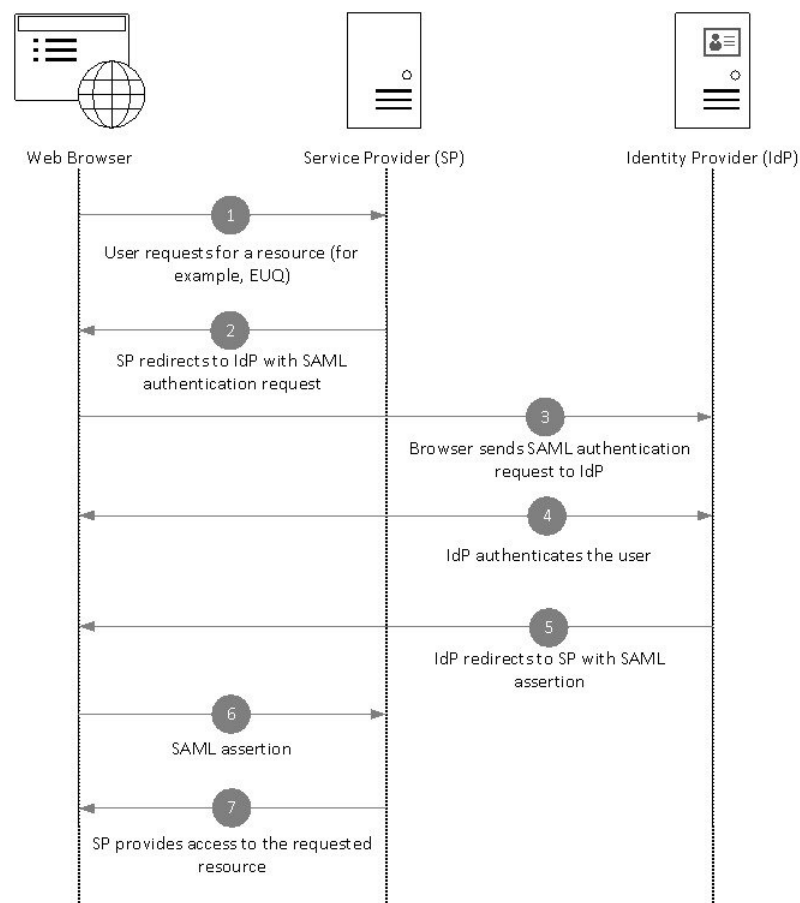 Web Browser
Service Provider (SP)
Identity Provider (IdP)
1
User requests for a resource (for
example, EUQ)
2
SP redirects to IdP with SAML
authentication request
3
Browser sends SAML authentication
request to IdP
4
IdP authenticates the user
5
IdP redirects to SP with SAML
assertion
6
SAML assertion
7
SP provides access to the requested
resource